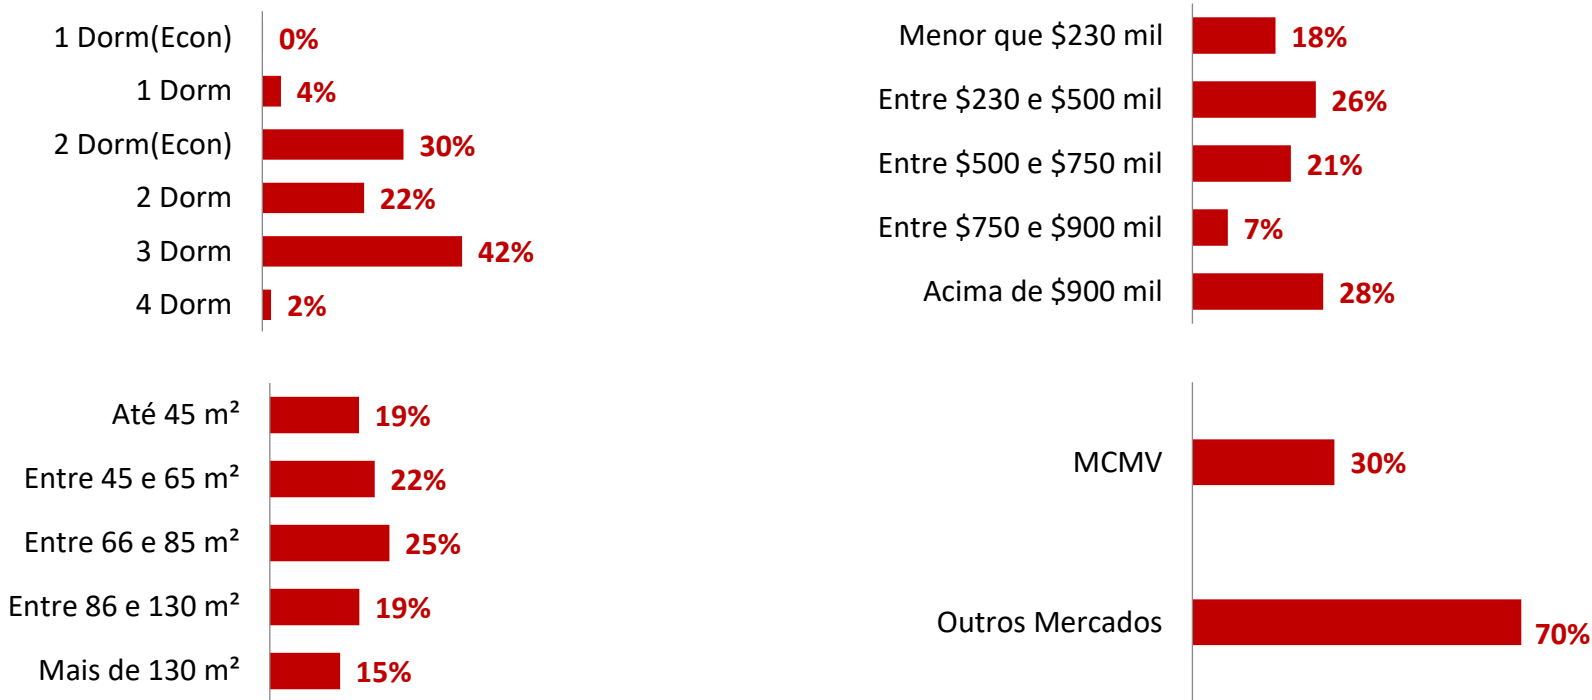 1 Dorm(Econ) 0%
1 Dorm 4%
2 Dorm(Econ) 30%
2 Dorm 22%
3 Dorm 42%
4 Dorm 2%
Menor que $230 mil 18%
Entre $230 e $500 mil 26%
Entre $500 e $750 mil 21%
Entre $750 e $900 mil 7%
Acima de $900 mil 28%
Até 45 m² 19%
Entre 45 e 65 m² 22%
Entre 66 e 85 m² 25%
Entre 86 e 130 m² 19%
Mais de 130 m² 15%
MCMV 30%
Outros Mercados 70%